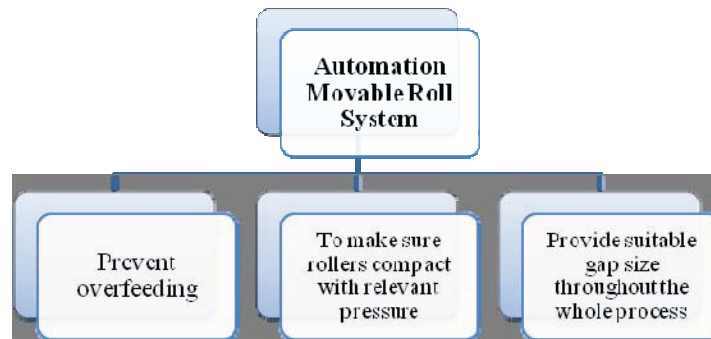 Automation
Movable Roll
System
Prevent
overfeeding
To make sure
rollers compact
with relevant
pressure
Provide suitable
gap size
throughout the
whole process